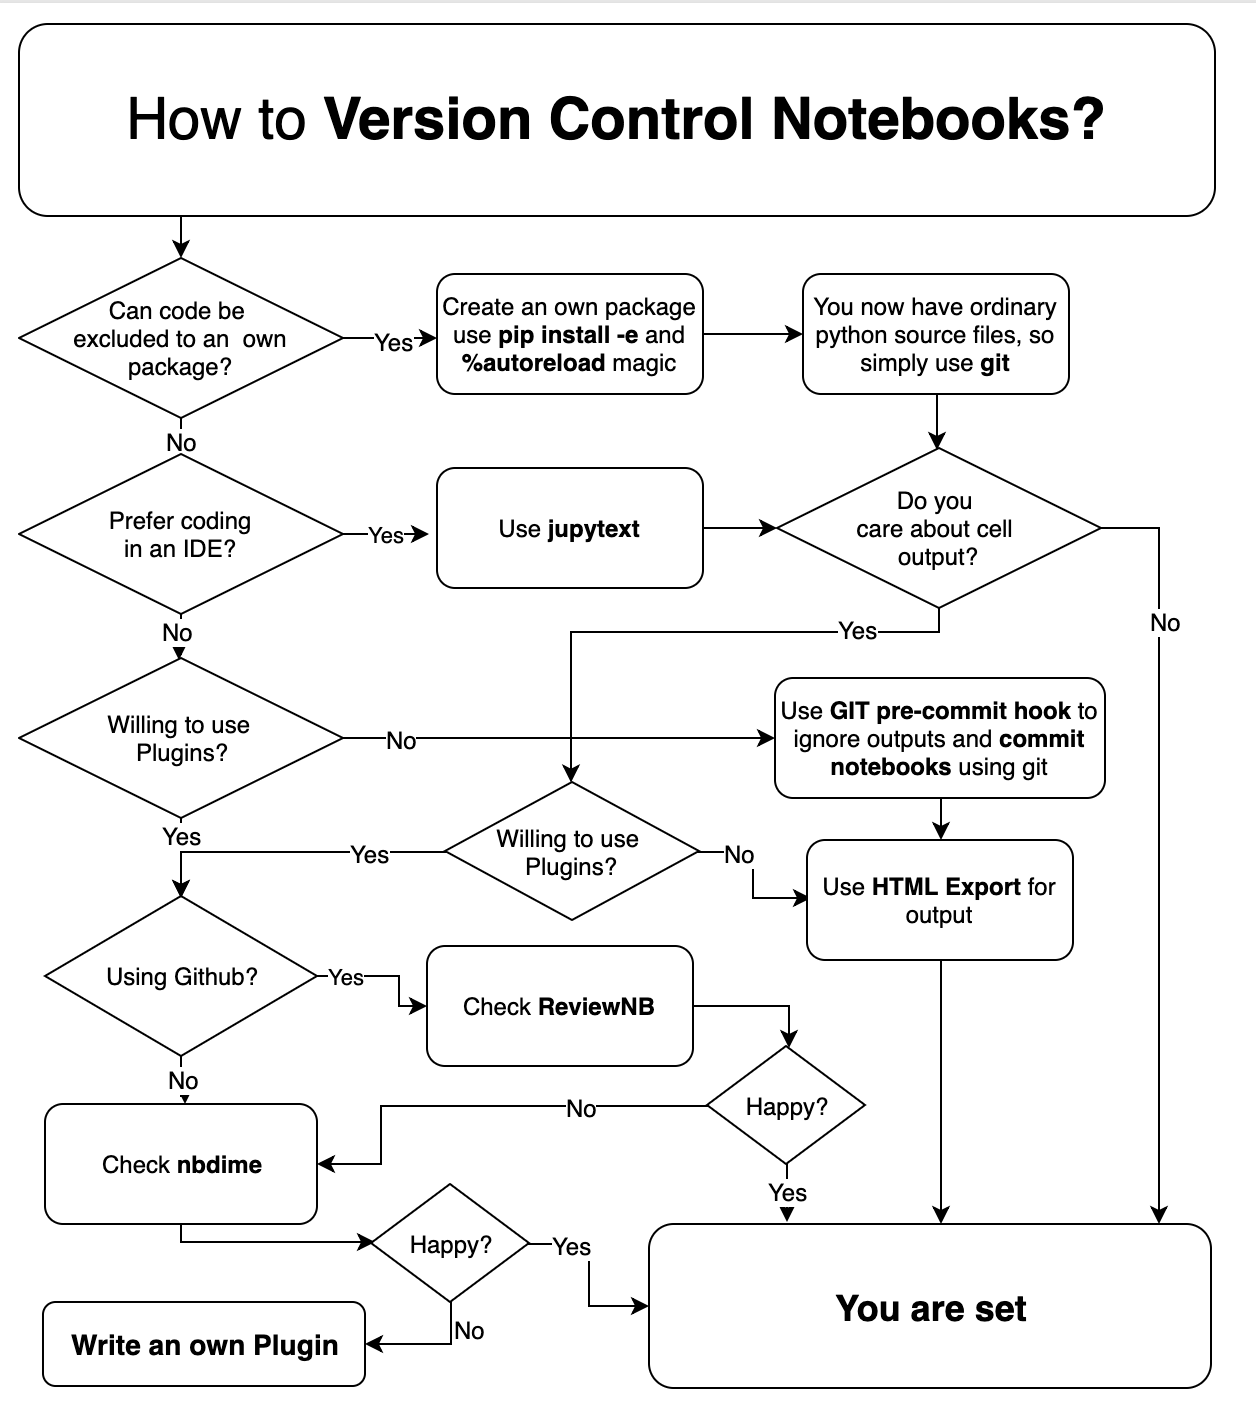 How to Version Control Notebooks?
Can code be
excluded to an own
package?
Yes
Create an own package
use pip install -e and
%autoreload magic
You now have ordinary
python source files, so
simply use git
No
Prefer coding
in an IDE?
Yes
Use jupytext
Do you
care about cell
output?
No
Yes
No
Willing to use
Plugins?
No
Use GIT pre-commit hook to
ignore outputs and commit
notebooks using git
Yes
Yes
Willing to use
Plugins?
No
Use HTML Export for
output
Using Github?
Yes
Check ReviewNB
No
Happy?
No
Check nbdime
Yes
Happy?
Yes
No
Write an own Plugin
You are set